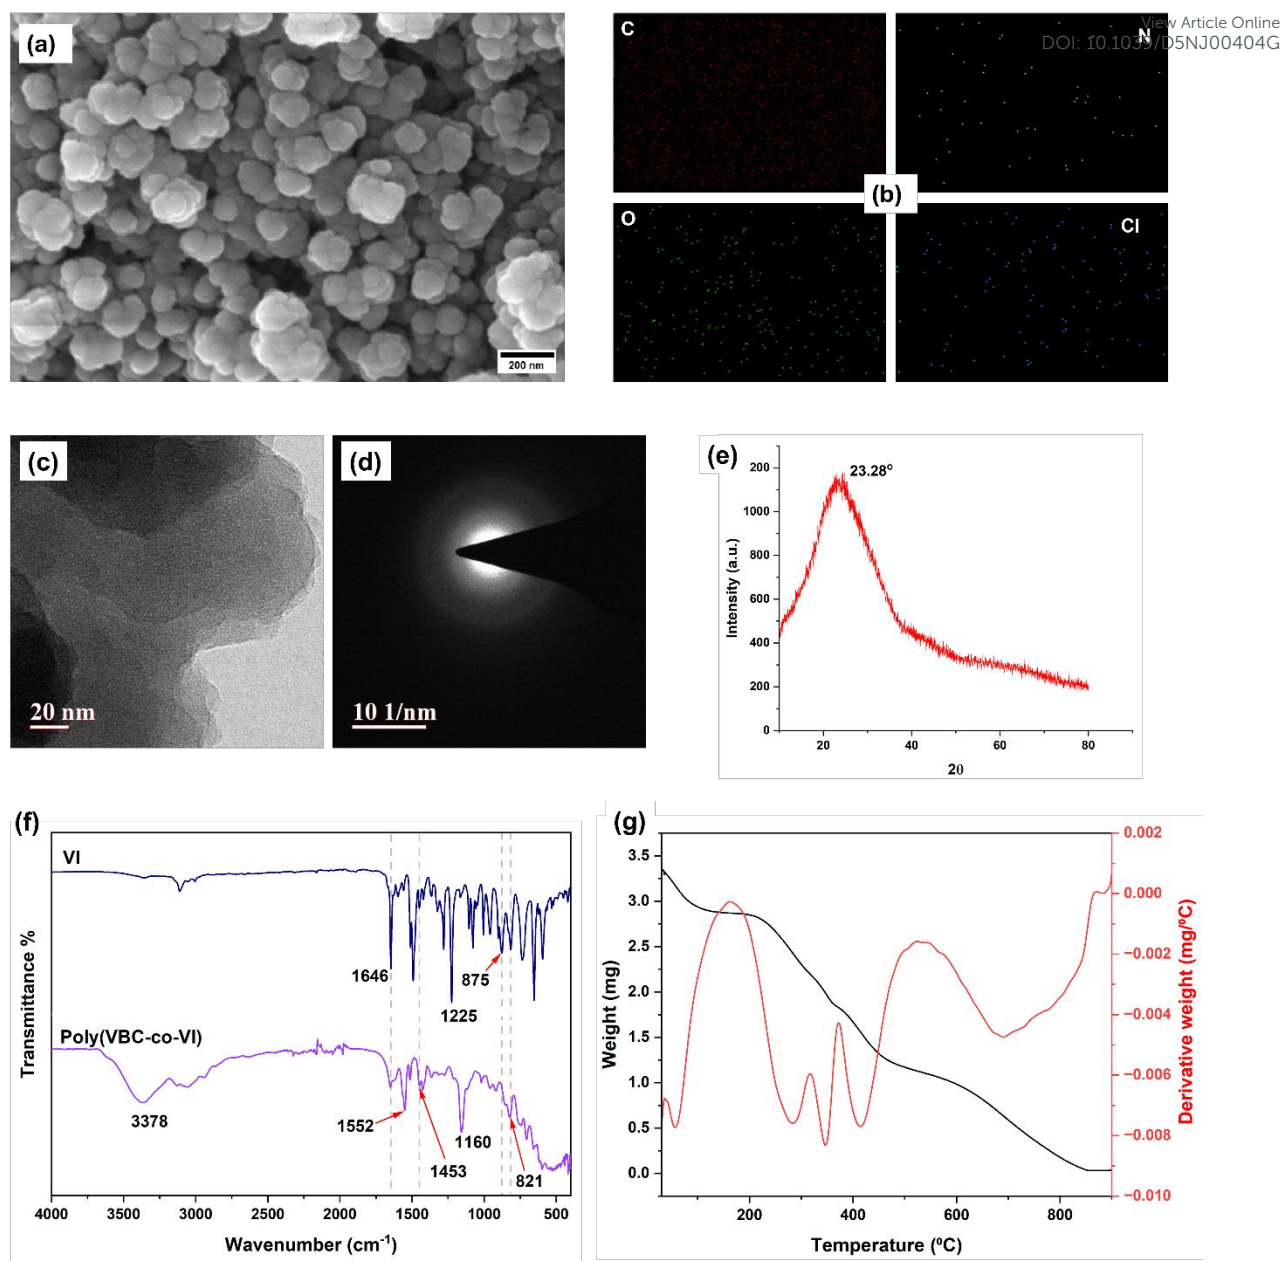 View Article Online
DOI: 10.1039/D5NJ00404G
(a)
200 nm
C
N
(b)
O
Cl
(c)
20 nm
(d)
10 1/nm
(e)
23.28°
200
1000
800
600
400
200
0
Intensity (a.u.)
20 40 60 80
2θ
(f)
VI
1646
875
1225
Poly(VBC-co-VI)
3378
1552
1453
1160
821
Transmittance %
4000 3500 3000 2500 2000 1500 1000 500
Wavenumber (cm⁻¹)
(g)
3.5
3.0
2.5
2.0
1.5
1.0
0.5
0.0
Weight (mg)
0.002
0.000
−0.002
−0.004
−0.006
−0.008
−0.010
Derivative weight (mg/ºC)
200 400 600 800
Temperature (ºC)